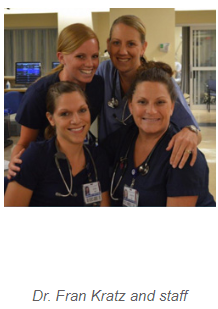 Dr. Fran Kratz and staff